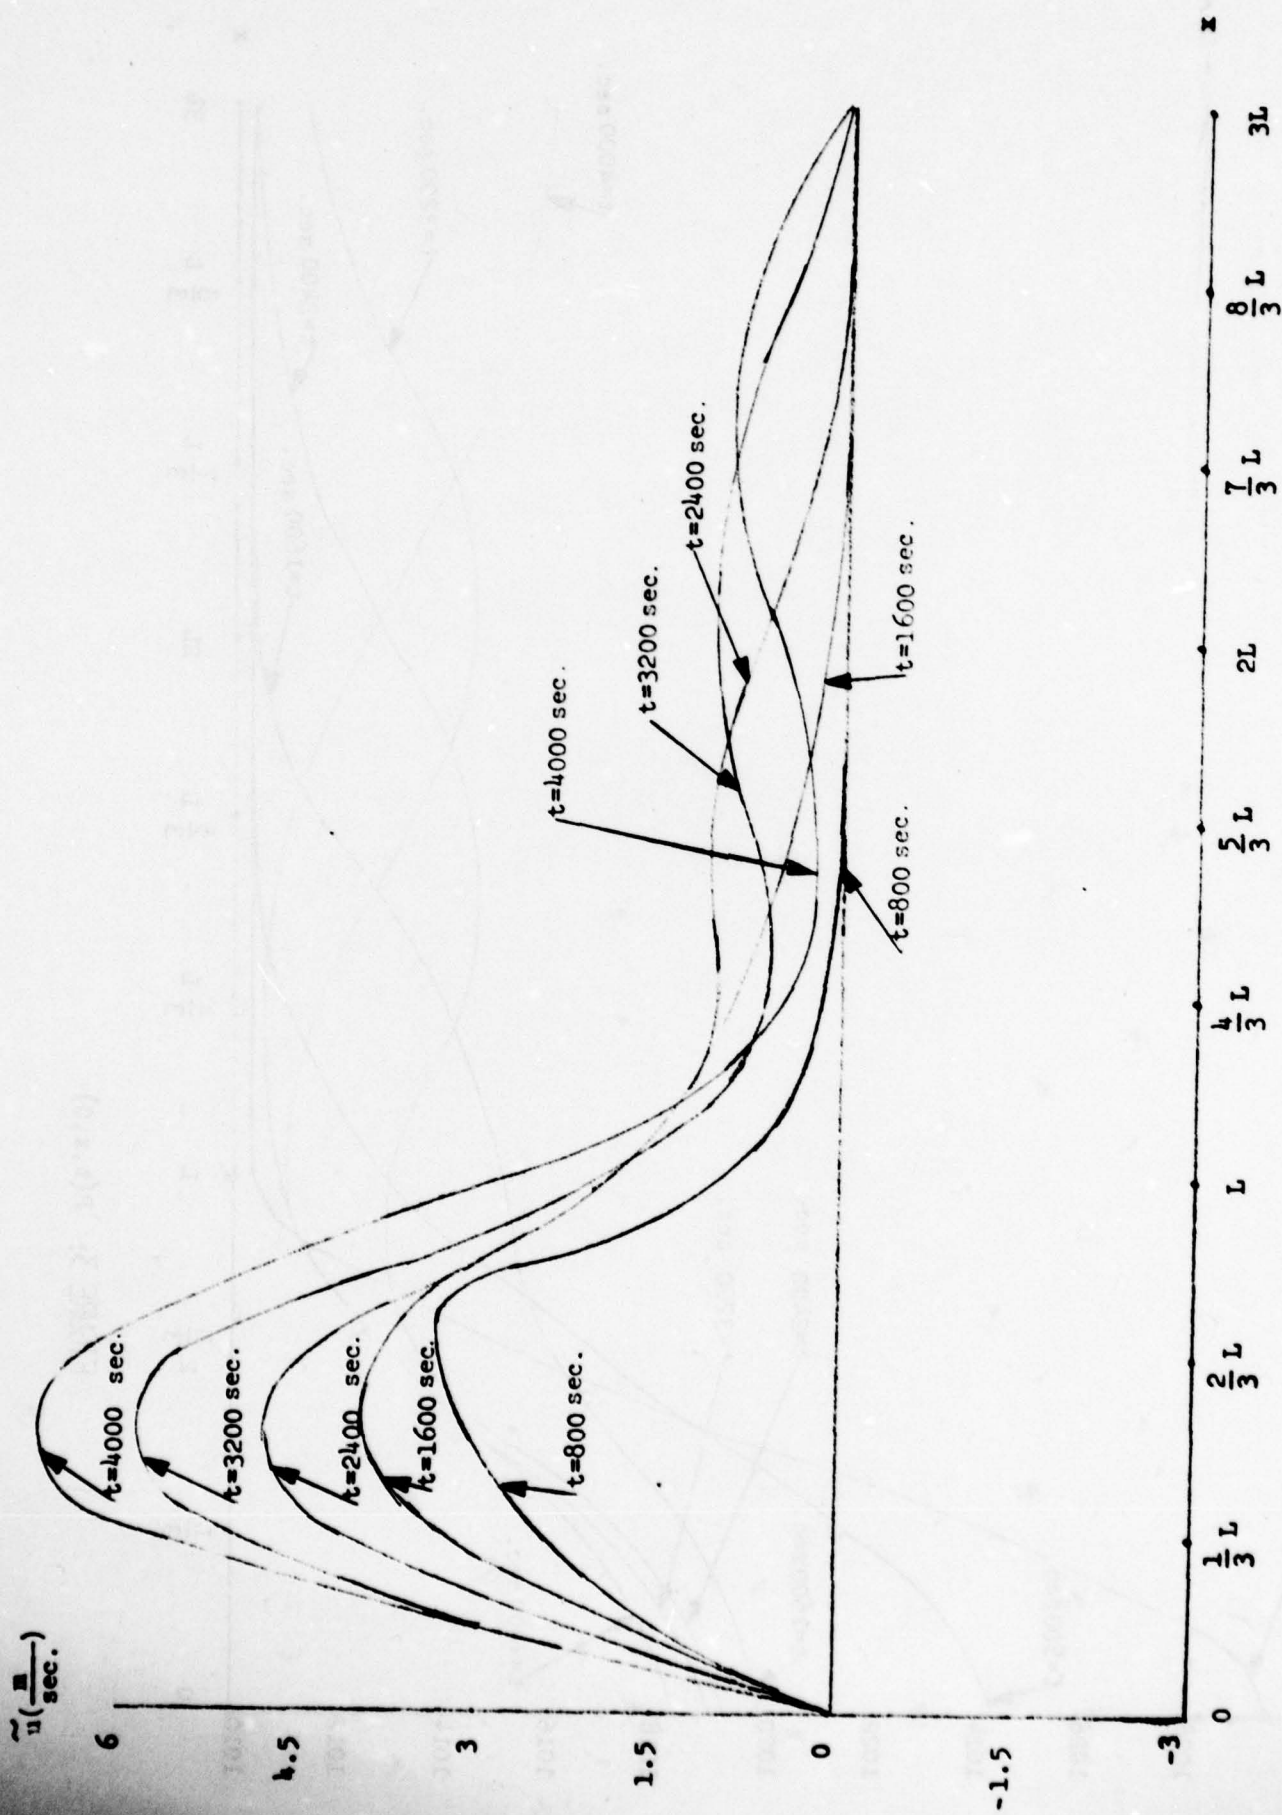 ũ(m/sec.)
6
4.5
3
1.5
0
-1.5
-3
t=4000 sec.
t=3200 sec.
t=2400 sec.
t=1600 sec.
t=800 sec.
t=4000 sec.
t=3200 sec.
t=2400 sec.
t=1600 sec.
t=800 sec.
0
1/3 L
2/3 L
L
4/3 L
5/3 L
2L
7/3 L
8/3 L
3L
x